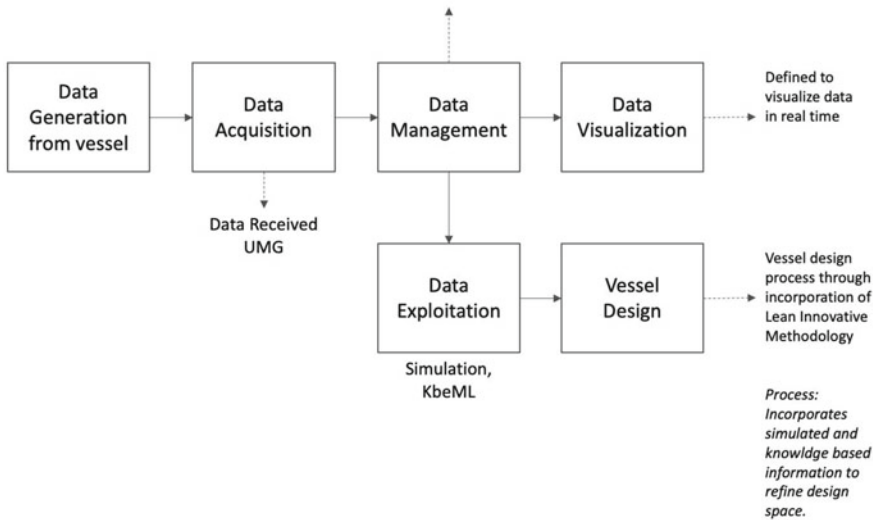 Data
Generation
from vessel
Data
Acquisition
Data
Management
Data
Visualization
Defined to
visualize data
in real time
Data Received
UMG
Data
Exploitation
Vessel
Design
Vessel design
process through
incorporation of
Lean Innovative
Methodology
Simulation,
KbeML
Process:
Incorporates
simulated and
knowldge based
information to
refine design
space.